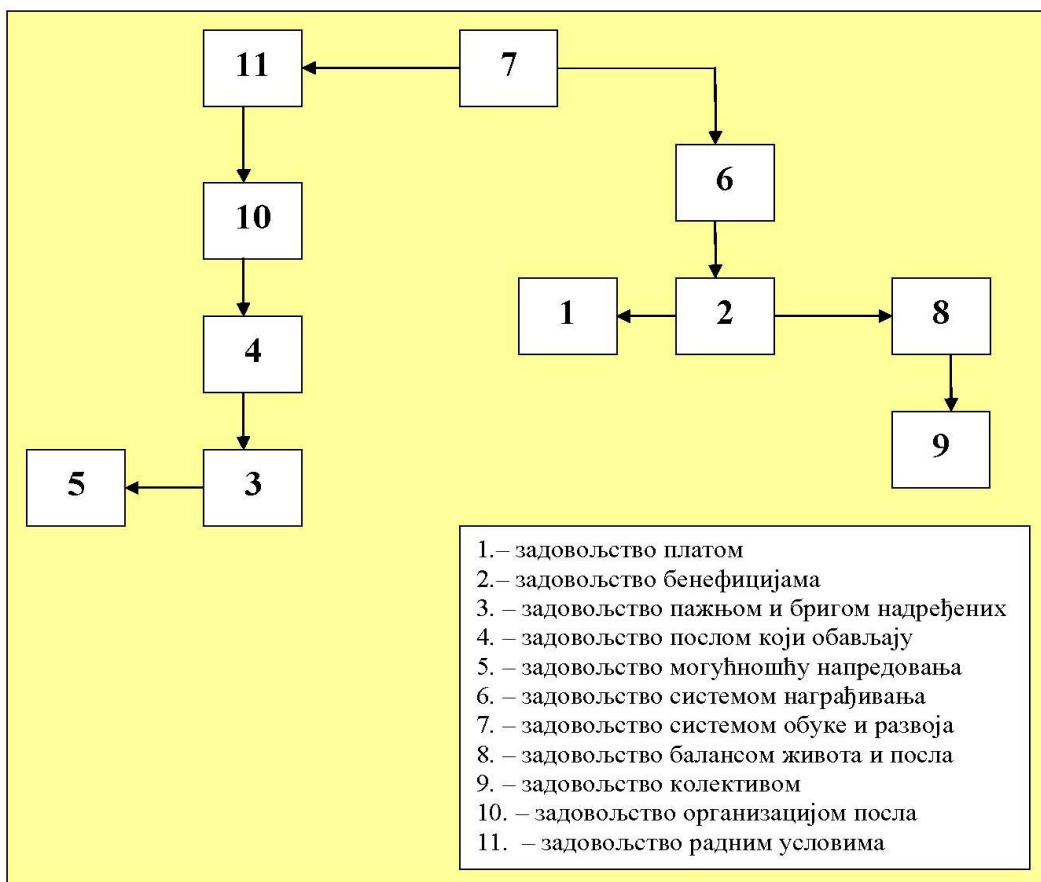 11
7
6
10
1
2
8
4
9
5
3
1.– задовољство платом
2.– задовољство бенефицијама
3. – задовољство пажњом и бригом надређених
4. – задовољство послом који обављају
5. – задовољство могућношћу напредовања
6. – задовољство системом награђивања
7. – задовољство системом обуке и развоја
8. – задовољство балансом живота и посла
9. – задовољство колективом
10. – задовољство организацијом посла
11.  – задовољство радним условима